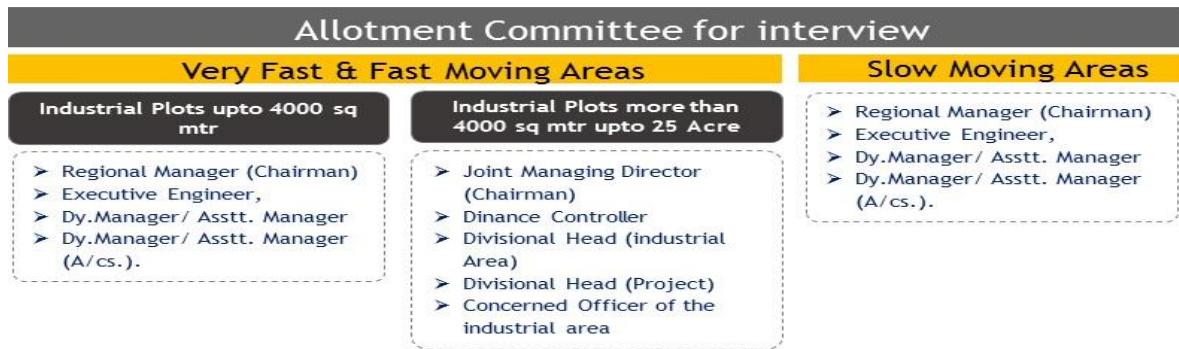 Allotment Committee for interview
Very Fast & Fast Moving Areas
Industrial Plots upto 4000 sq
mtr
➢ Regional Manager (Chairman)
➢ Executive Engineer,
➢ Dy.Manager/ Asstt. Manager
➢ Dy.Manager/ Asstt. Manager
(A/cs.).
Industrial Plots more than
4000 sq mtr upto 25 Acre
➢ Joint Managing Director
(Chairman)
➢ Dinance Controller
➢ Divisional Head (industrial
Area)
➢ Divisional Head (Project)
➢ Concerned Officer of the
industrial area
Slow Moving Areas
➢ Regional Manager (Chairman)
➢ Executive Engineer,
➢ Dy.Manager/ Asstt. Manager
➢ Dy.Manager/ Asstt. Manager
(A/cs.).